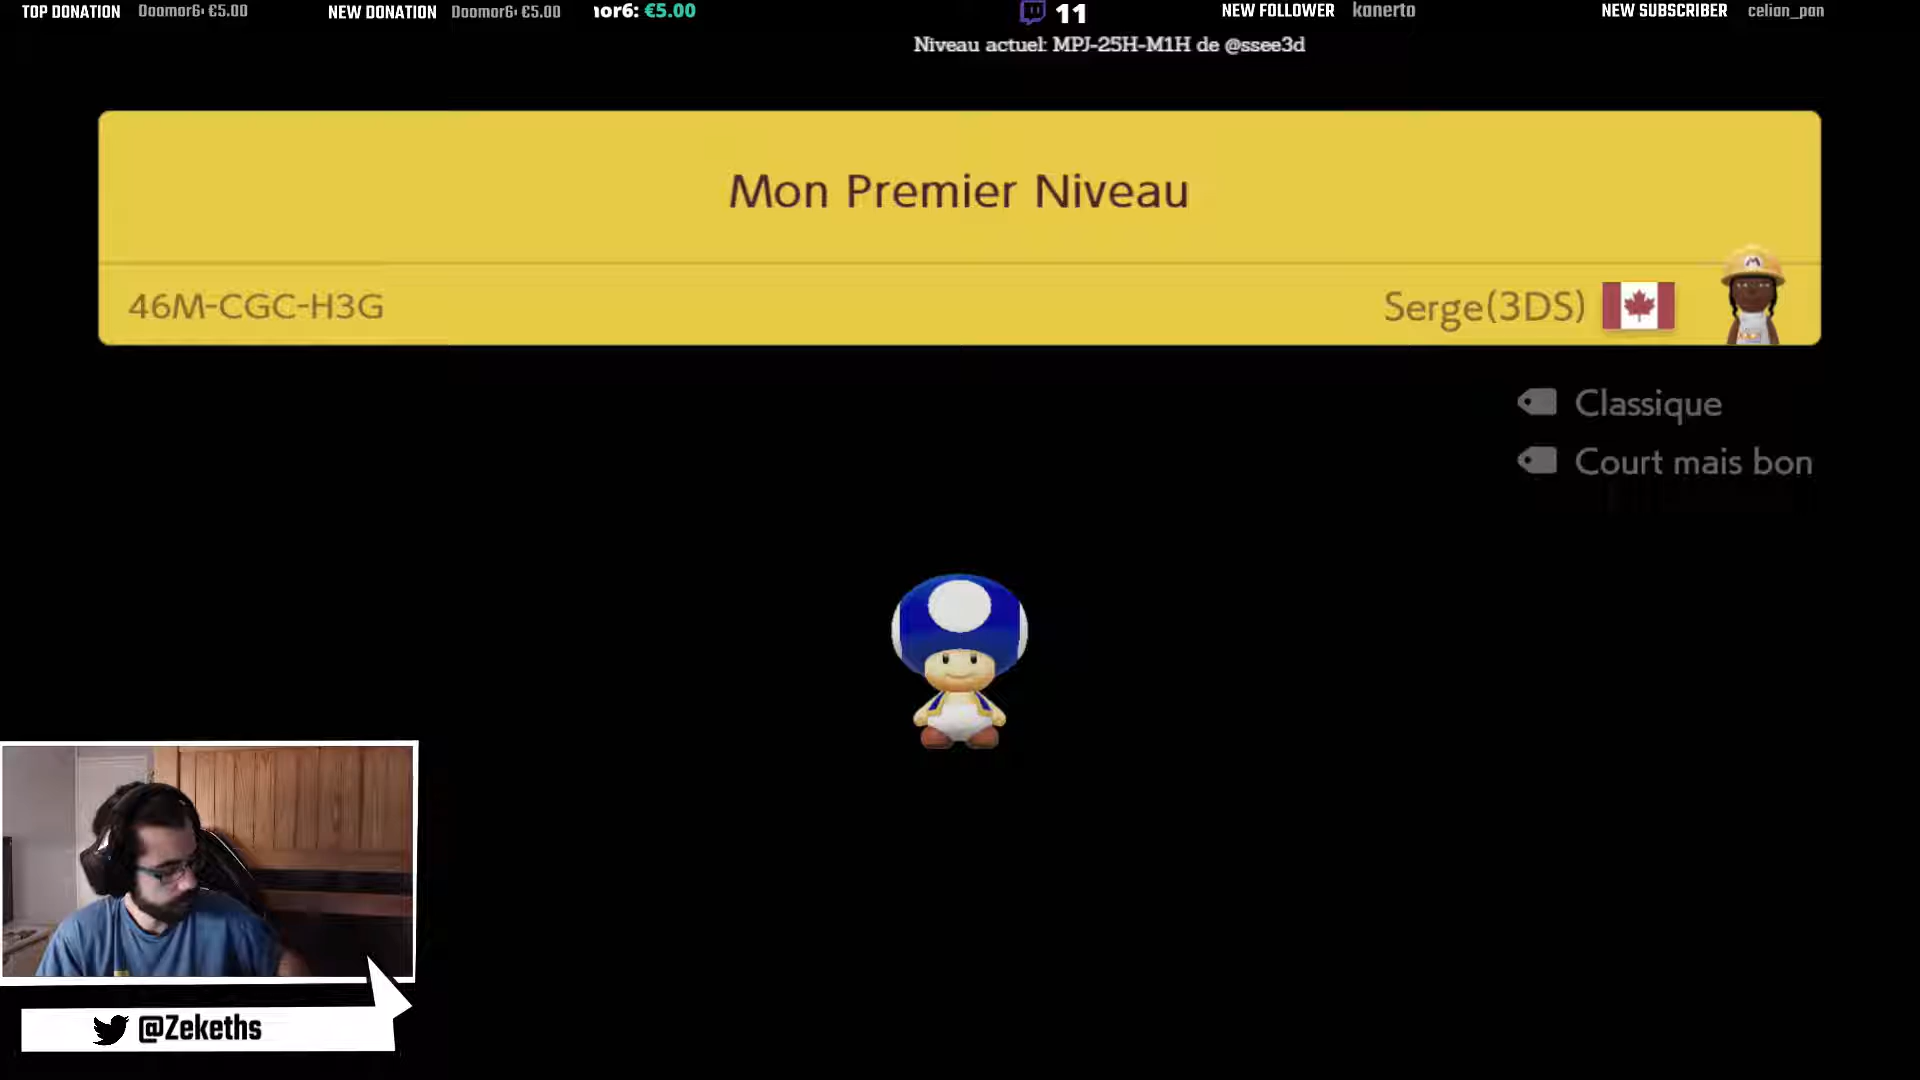 TOP DONATION Doomor6: €5.00 NEW DONATION Doomor6: €5.00 mor6: €5.00 11 NEW FOLLOWER kanerto NEW SUBSCRIBER celian_pan
Niveau actuel: MPJ-25H-M1H de @ssee3d
Mon Premier Niveau
46M-CGC-H3G Serge(3DS)
Classique
Court mais bon
@Zekeths